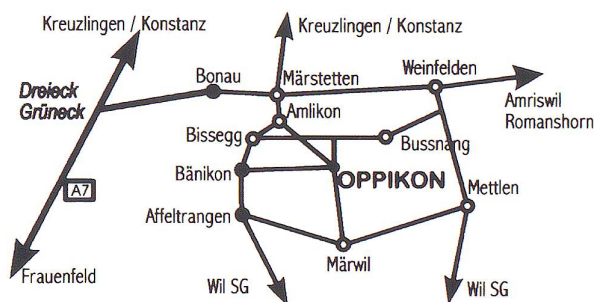 Kreuzlingen / Konstanz
Kreuzlingen / Konstanz
Dreieck
Grüneck
Bonau
Märstetten
Weinfelden
Amriswil
Romanshorn
Amlikon
Bissegg
Bussnang
Bänikon
OPPIKON
A7
Mettlen
Affeltrangen
Märwil
Frauenfeld
Wil SG
Wil SG